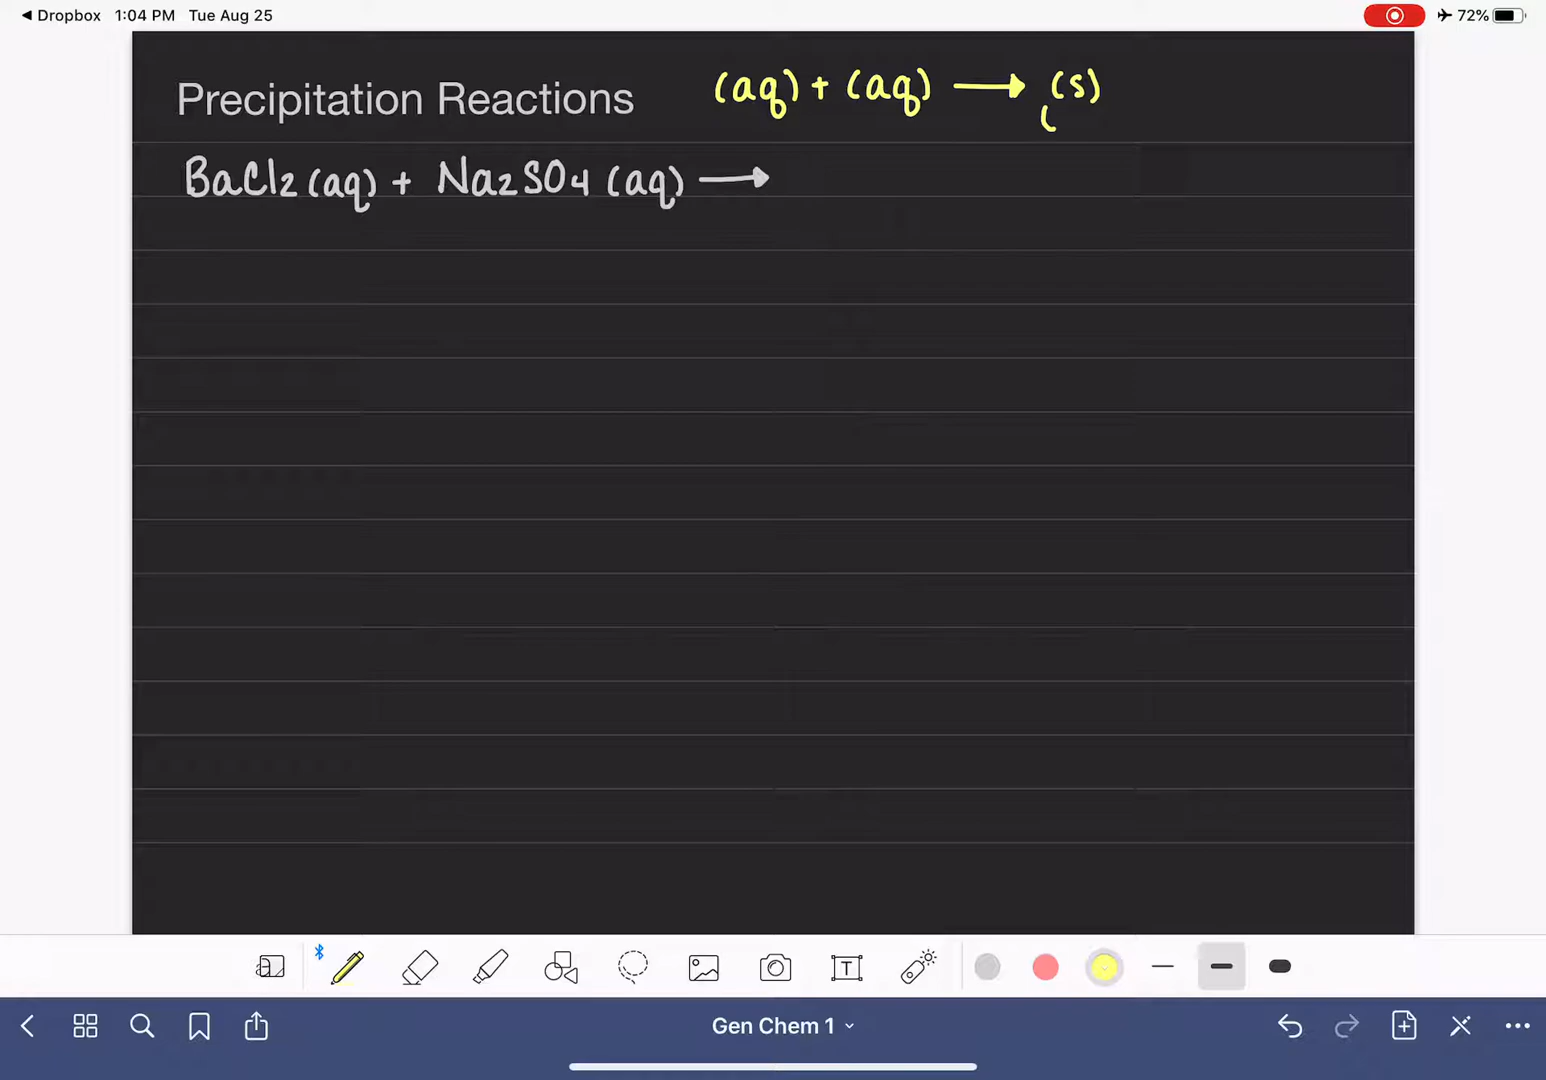 Dropbox 1:04 PM Tue Aug 25 72%
Precipitation Reactions (aq) + (aq) → (s)
BaCl2 (aq) + Na2SO4 (aq) →
T
Gen Chem 1